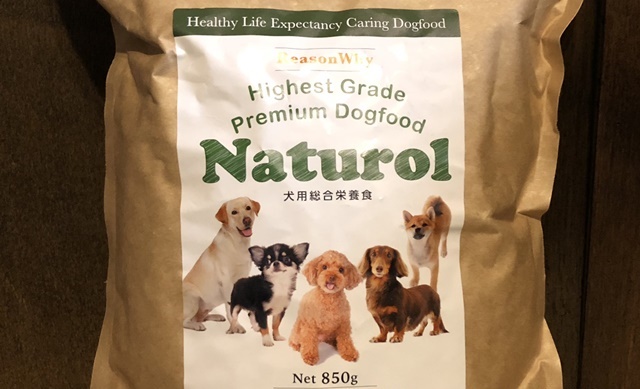 Healthy Life Expectancy Caring Dogfood
ReasonWhy
Highest Grade
Premium Dogfood
Naturol
犬用総合栄養食
Net 850g